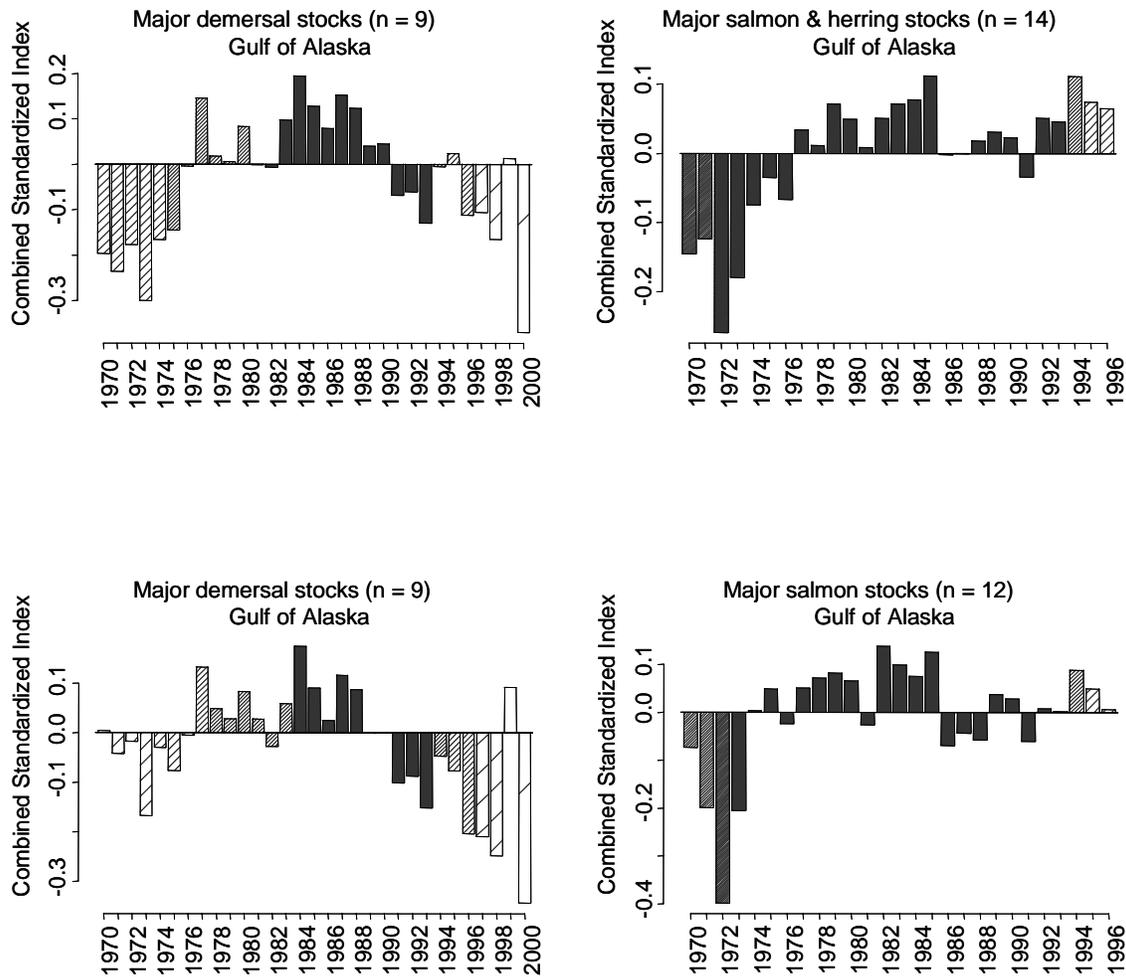 Major demersal stocks (n = 9)
Gulf of Alaska
Combined Standardized Index
0.2
0.1
-0.1
-0.3
1970 1972 1974 1976 1978 1980 1982 1984 1986 1988 1990 1992 1994 1996 1998 2000
Major salmon & herring stocks (n = 14)
Gulf of Alaska
Combined Standardized Index
0.1
0.0
-0.1
-0.2
1970 1972 1974 1976 1978 1980 1982 1984 1986 1988 1990 1992 1994 1996
Major demersal stocks (n = 9)
Gulf of Alaska
Combined Standardized Index
0.1
0.0
-0.1
-0.3
1970 1972 1974 1976 1978 1980 1982 1984 1986 1988 1990 1992 1994 1996 1998 2000
Major salmon stocks (n = 12)
Gulf of Alaska
Combined Standardized Index
0.1
0.0
-0.2
-0.4
1970 1972 1974 1976 1978 1980 1982 1984 1986 1988 1990 1992 1994 1996